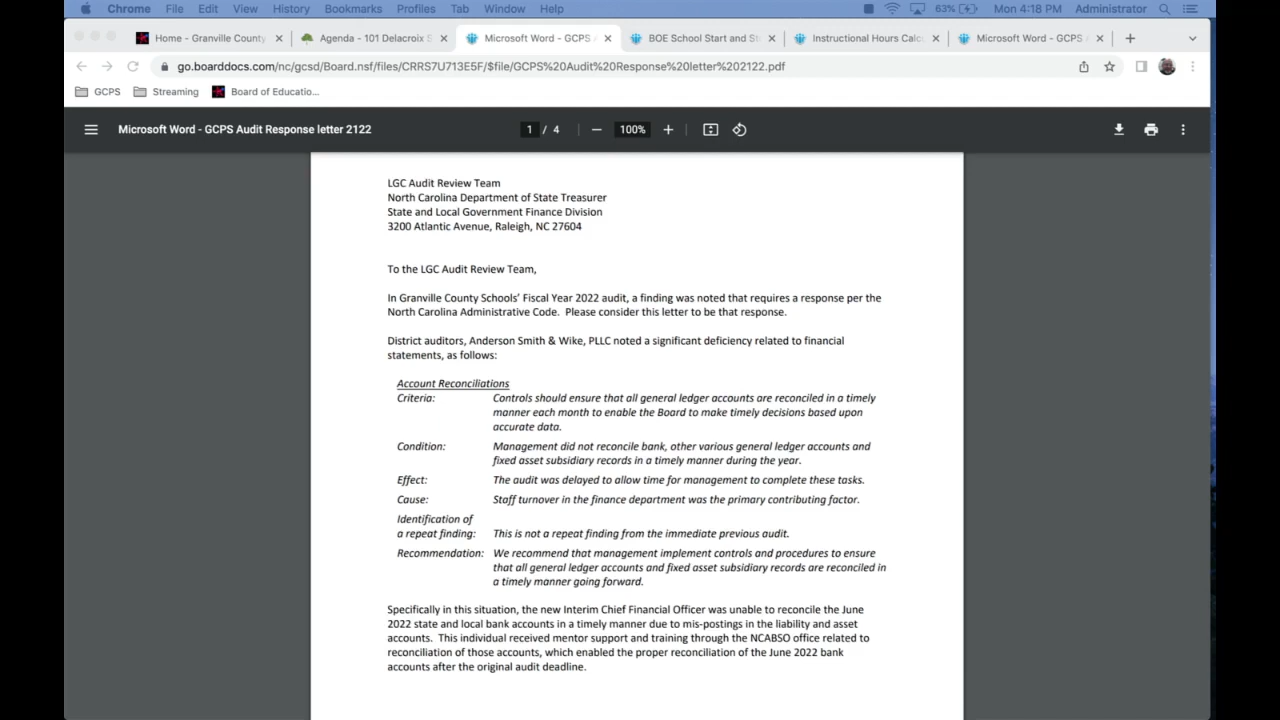 Chrome File Edit View History Bookmarks Profiles Tab Window Help 63% Mon 4:18 PM Administrator
Home - Granville County Agenda - 101 Delacroix S Microsoft Word - GCPS A BOE School Start and St Instructional Hours Calc Microsoft Word - GCPS
go.boarddocs.com/nc/gcsd/Board.nsf/files/CRRS7U713E5F/$file/GCPS%20Audit%20Response%20letter%202122.pdf
GCPS Streaming Board of Educatio...
Microsoft Word - GCPS Audit Response letter 2122 1 / 4 100%
LGC Audit Review Team
North Carolina Department of State Treasurer
State and Local Government Finance Division
3200 Atlantic Avenue, Raleigh, NC 27604
To the LGC Audit Review Team,
In Granville County Schools' Fiscal Year 2022 audit, a finding was noted that requires a response per the
North Carolina Administrative Code. Please consider this letter to be that response.
District auditors, Anderson Smith & Wike, PLLC noted a significant deficiency related to financial
statements, as follows:
Account Reconciliations
Criteria: Controls should ensure that all general ledger accounts are reconciled in a timely
manner each month to enable the Board to make timely decisions based upon
accurate data.
Condition: Management did not reconcile bank, other various general ledger accounts and
fixed asset subsidiary records in a timely manner during the year.
Effect: The audit was delayed to allow time for management to complete these tasks.
Cause: Staff turnover in the finance department was the primary contributing factor.
Identification of
a repeat finding: This is not a repeat finding from the immediate previous audit.
Recommendation: We recommend that management implement controls and procedures to ensure
that all general ledger accounts and fixed asset subsidiary records are reconciled in
a timely manner going forward.
Specifically in this situation, the new Interim Chief Financial Officer was unable to reconcile the June
2022 state and local bank accounts in a timely manner due to mis-postings in the liability and asset
accounts. This individual received mentor support and training through the NCABSO office related to
reconciliation of those accounts, which enabled the proper reconciliation of the June 2022 bank
accounts after the original audit deadline.